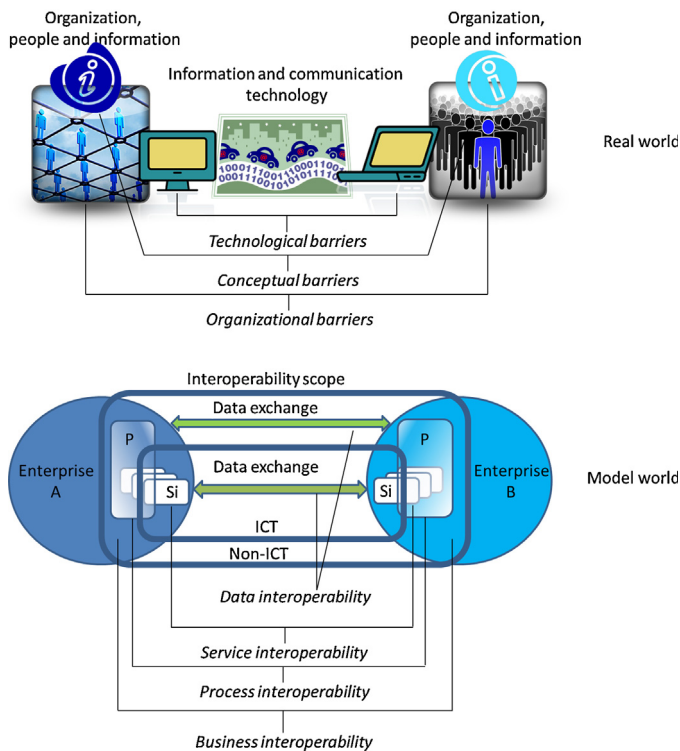 Organization,
people and information
Organization,
people and information
Information and communication
technology
Real world
10001110011100011001
00011100101010111110
Technological barriers
Conceptual barriers
Organizational barriers
Interoperability scope
Data exchange
P
P
Enterprise
A
Data exchange
Enterprise
B
Model world
Si
Si
ICT
Non-ICT
Data interoperability
Service interoperability
Process interoperability
Business interoperability